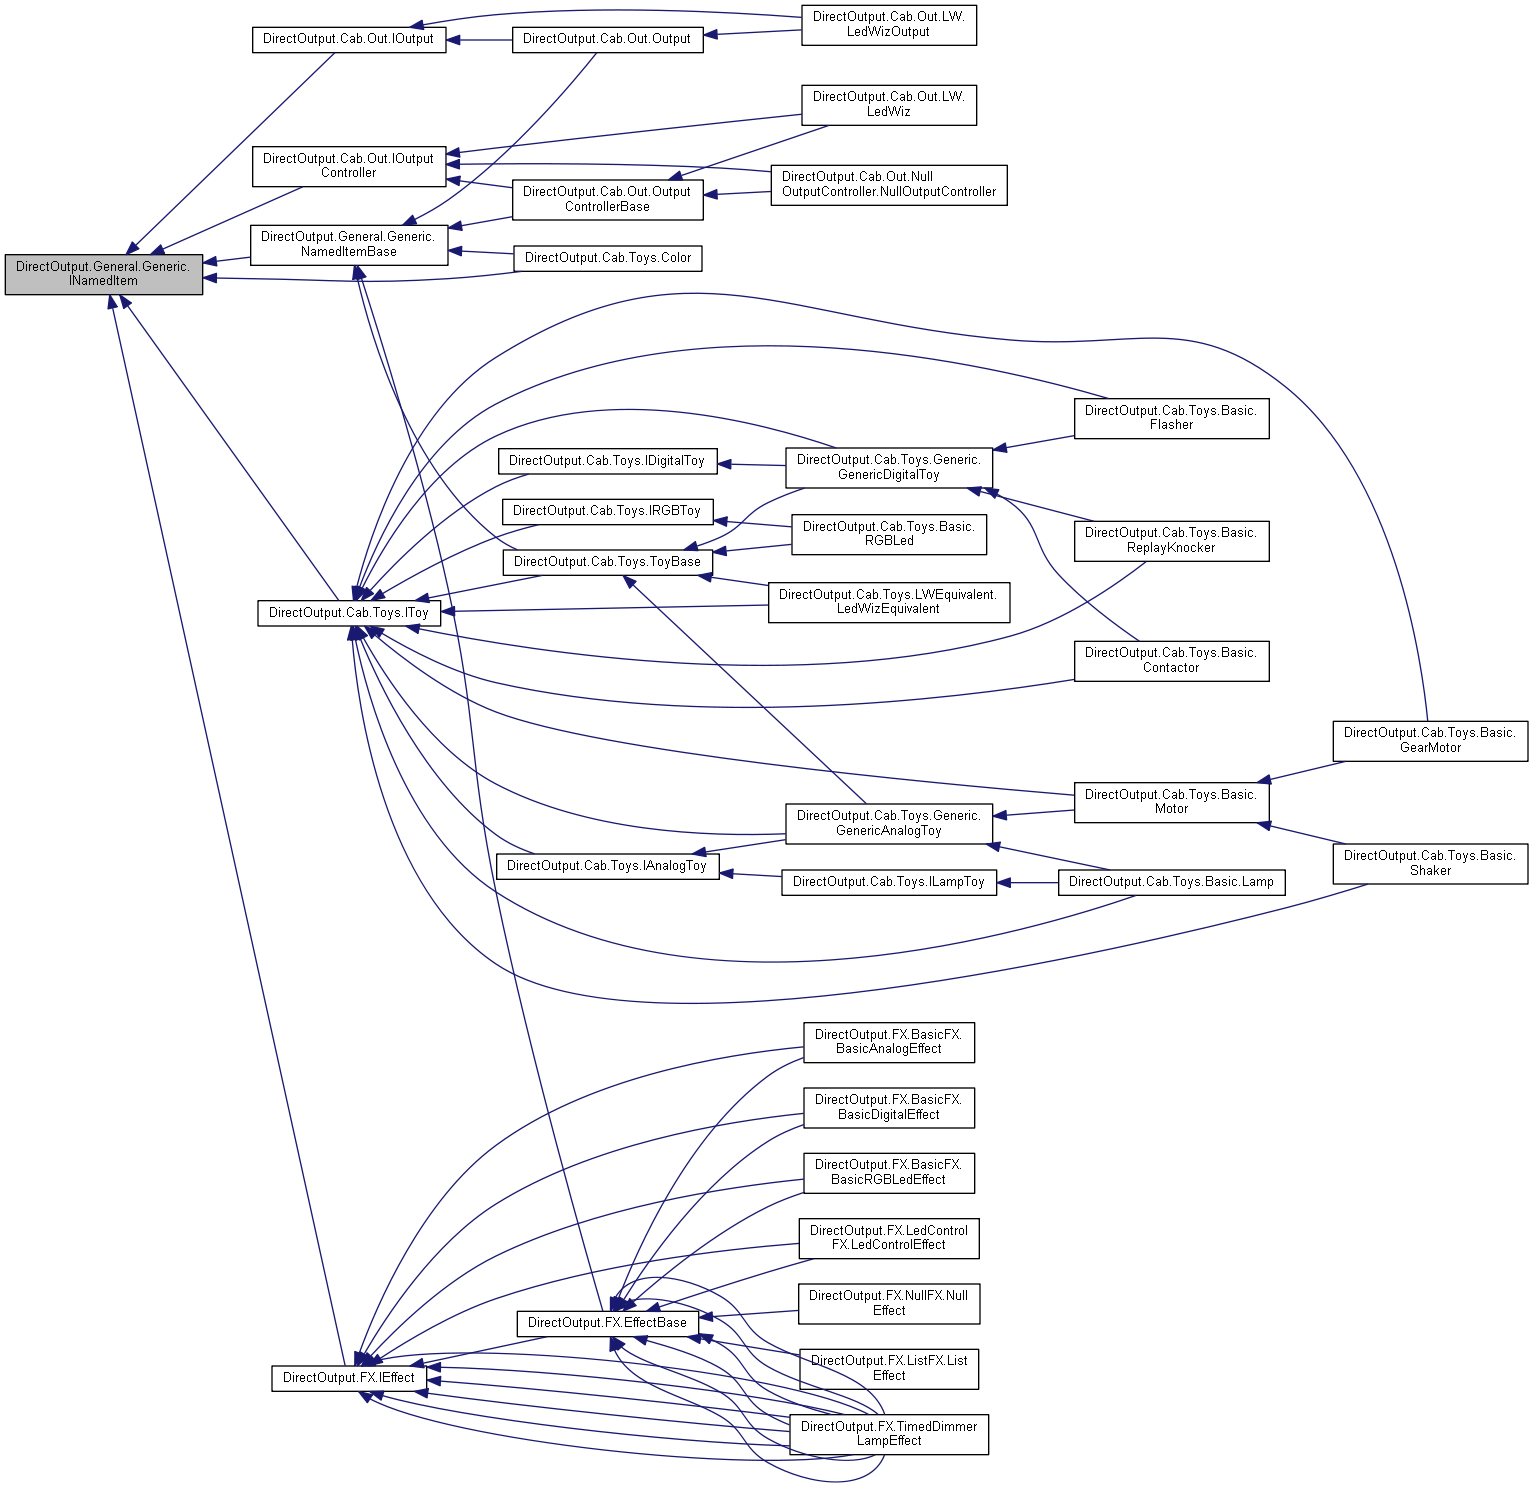 DirectOutput.General.Generic.
INamedItem
DirectOutput.Cab.Out.IOutput
DirectOutput.Cab.Out.IOutput
Controller
DirectOutput.General.Generic.
NamedItemBase
DirectOutput.Cab.Toys.IToy
DirectOutput.FX.IEffect
DirectOutput.Cab.Out.Output
DirectOutput.Cab.Out.Output
ControllerBase
DirectOutput.Cab.Toys.Color
DirectOutput.Cab.Toys.IDigitalToy
DirectOutput.Cab.Toys.IRGBToy
DirectOutput.Cab.Toys.ToyBase
DirectOutput.Cab.Toys.IAnalogToy
DirectOutput.FX.EffectBase
DirectOutput.Cab.Out.LW.
LedWizOutput
DirectOutput.Cab.Out.LW.
LedWiz
DirectOutput.Cab.Out.Null
OutputController.NullOutputController
DirectOutput.Cab.Toys.Generic.
GenericDigitalToy
DirectOutput.Cab.Toys.Basic.
RGBLed
DirectOutput.Cab.Toys.LWEquivalent.
LedWizEquivalent
DirectOutput.Cab.Toys.Generic.
GenericAnalogToy
DirectOutput.Cab.Toys.ILampToy
DirectOutput.FX.BasicFX.
BasicAnalogEffect
DirectOutput.FX.BasicFX.
BasicDigitalEffect
DirectOutput.FX.BasicFX.
BasicRGBLedEffect
DirectOutput.FX.LedControl
FX.LedControlEffect
DirectOutput.FX.NullFX.Null
Effect
DirectOutput.FX.ListFX.List
Effect
DirectOutput.FX.TimedDimmer
LampEffect
DirectOutput.Cab.Toys.Basic.
Flasher
DirectOutput.Cab.Toys.Basic.
ReplayKnocker
DirectOutput.Cab.Toys.Basic.
Contactor
DirectOutput.Cab.Toys.Basic.
Motor
DirectOutput.Cab.Toys.Basic.Lamp
DirectOutput.Cab.Toys.Basic.
GearMotor
DirectOutput.Cab.Toys.Basic.
Shaker